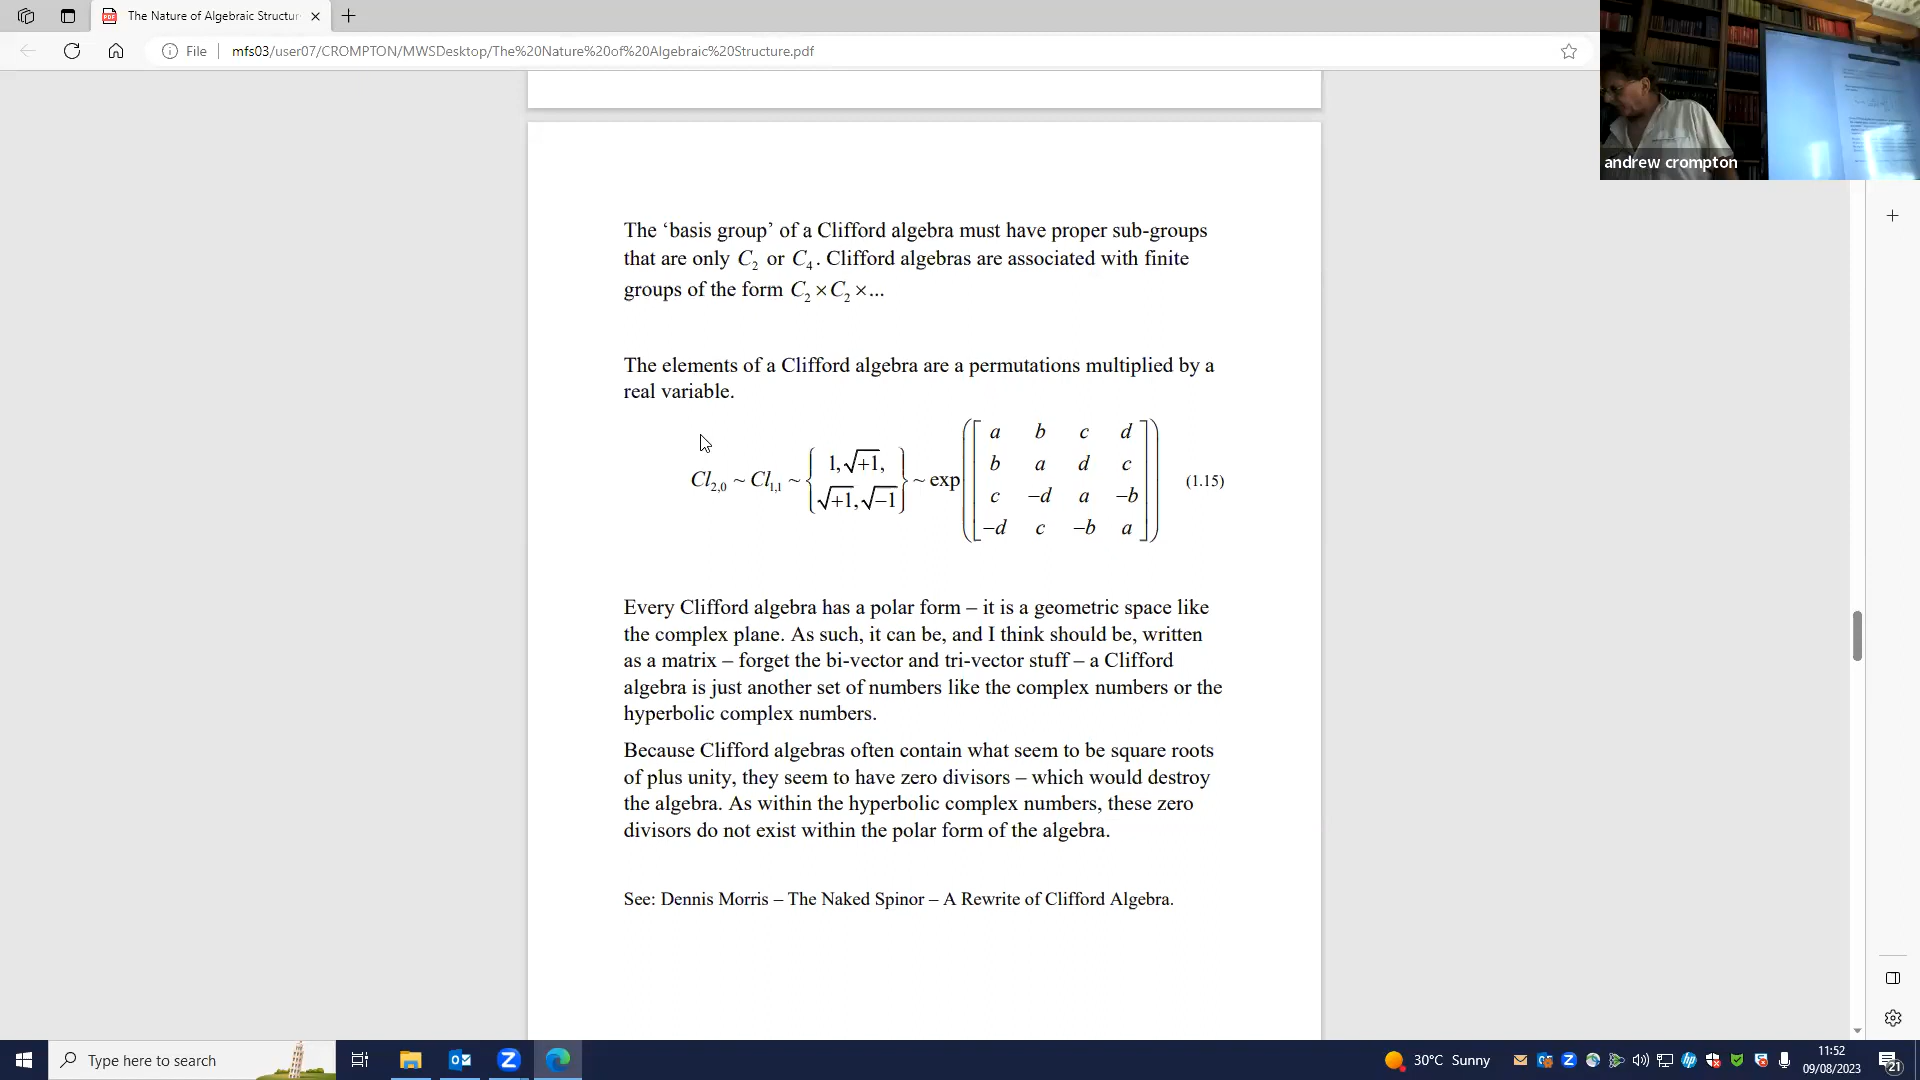 The Nature of Algebraic Structur
File
mfs03/user07/CROMPTON/MWSDesktop/The%20Nature%20of%20Algebraic%20Structure.pdf
andrew crompton
The ‘basis group’ of a Clifford algebra must have proper sub-groups
that are only C₂ or C₄. Clifford algebras are associated with finite
groups of the form C₂ × C₂ × ...
The elements of a Clifford algebra are a permutations multiplied by a
real variable.
Cl₂,₀ ~ Cl₁,₁ ~ { 1, √+1, √+1, √−1 } ~ exp ( [ a b c d
b a d c
c −d a −b
−d c −b a ] ) (1.15)
Every Clifford algebra has a polar form – it is a geometric space like
the complex plane. As such, it can be, and I think should be, written
as a matrix – forget the bi-vector and tri-vector stuff – a Clifford
algebra is just another set of numbers like the complex numbers or the
hyperbolic complex numbers.
Because Clifford algebras often contain what seem to be square roots
of plus unity, they seem to have zero divisors – which would destroy
the algebra. As within the hyperbolic complex numbers, these zero
divisors do not exist within the polar form of the algebra.
See: Dennis Morris – The Naked Spinor – A Rewrite of Clifford Algebra.
Type here to search
30°C Sunny
11:52
09/08/2023
21